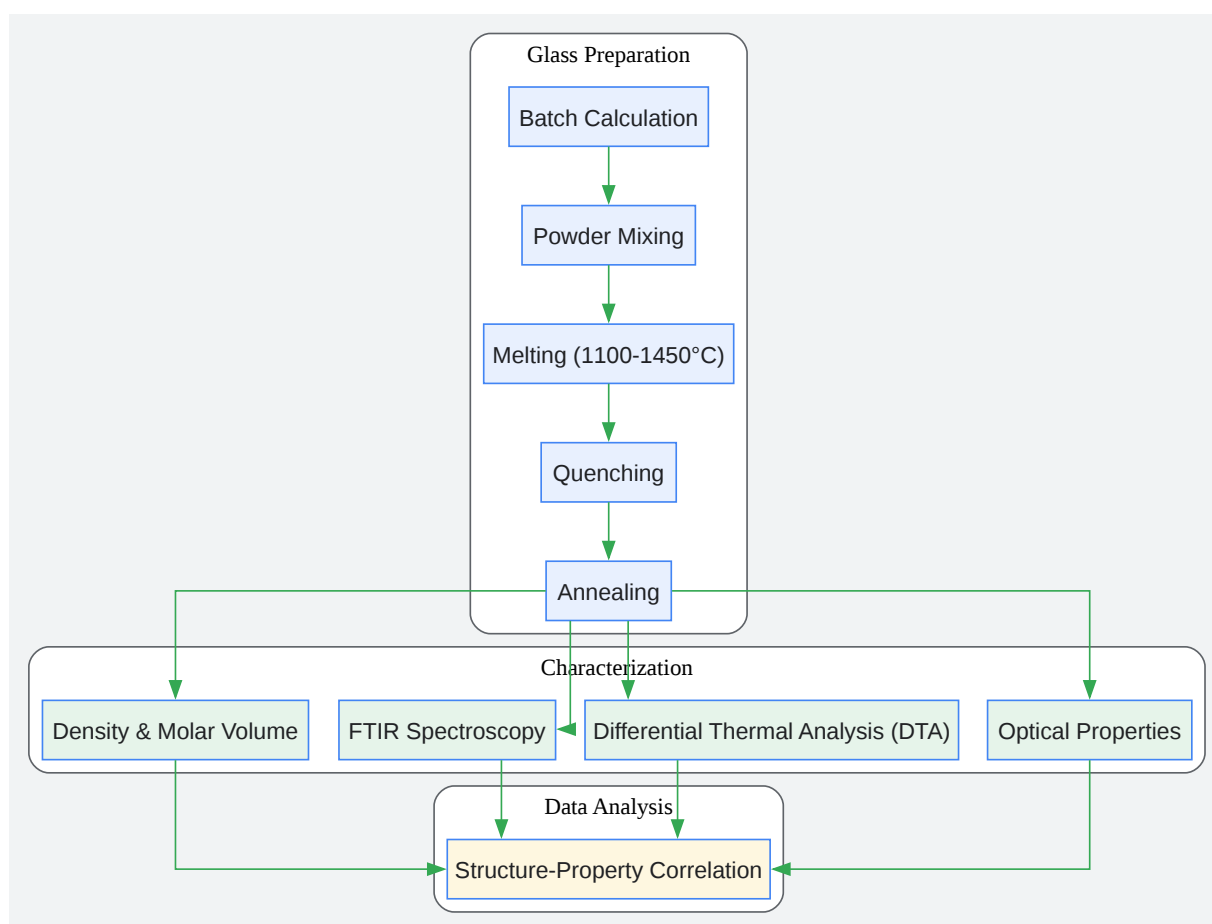 Glass Preparation
Batch Calculation
Powder Mixing
Melting (1100-1450°C)
Quenching
Annealing
Characterization
Density & Molar Volume
FTIR Spectroscopy
Differential Thermal Analysis (DTA)
Optical Properties
Data Analysis
Structure-Property Correlation